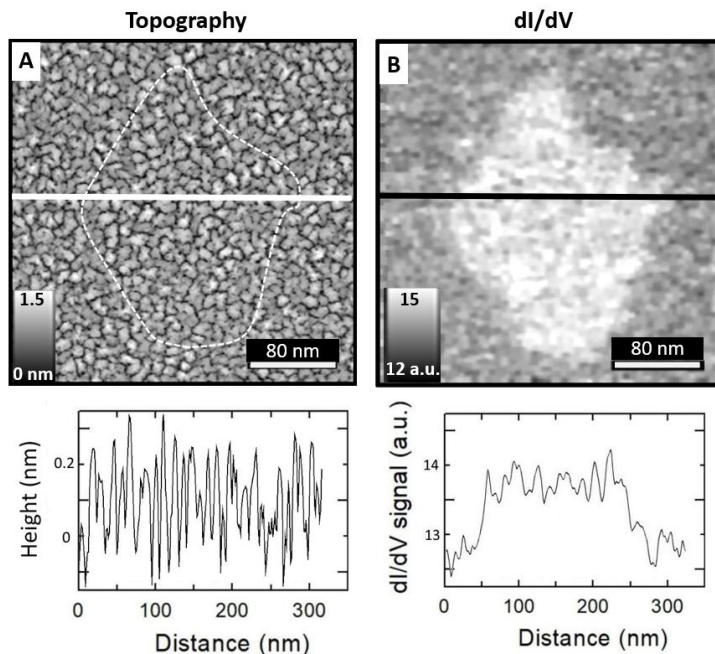 Topography
dI/dV
A
B
1.5
0 nm
80 nm
15
12 a.u.
80 nm
Height (nm)
0.2
0
0
100
200
300
Distance (nm)
dI/dV signal (a.u.)
14
13
0
100
200
300
Distance (nm)